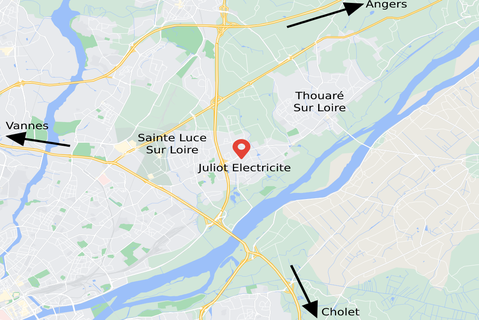 Angers
Thouaré
Sur Loire
Vannes
Sainte Luce
Sur Loire
Juliot Electricite
Cholet